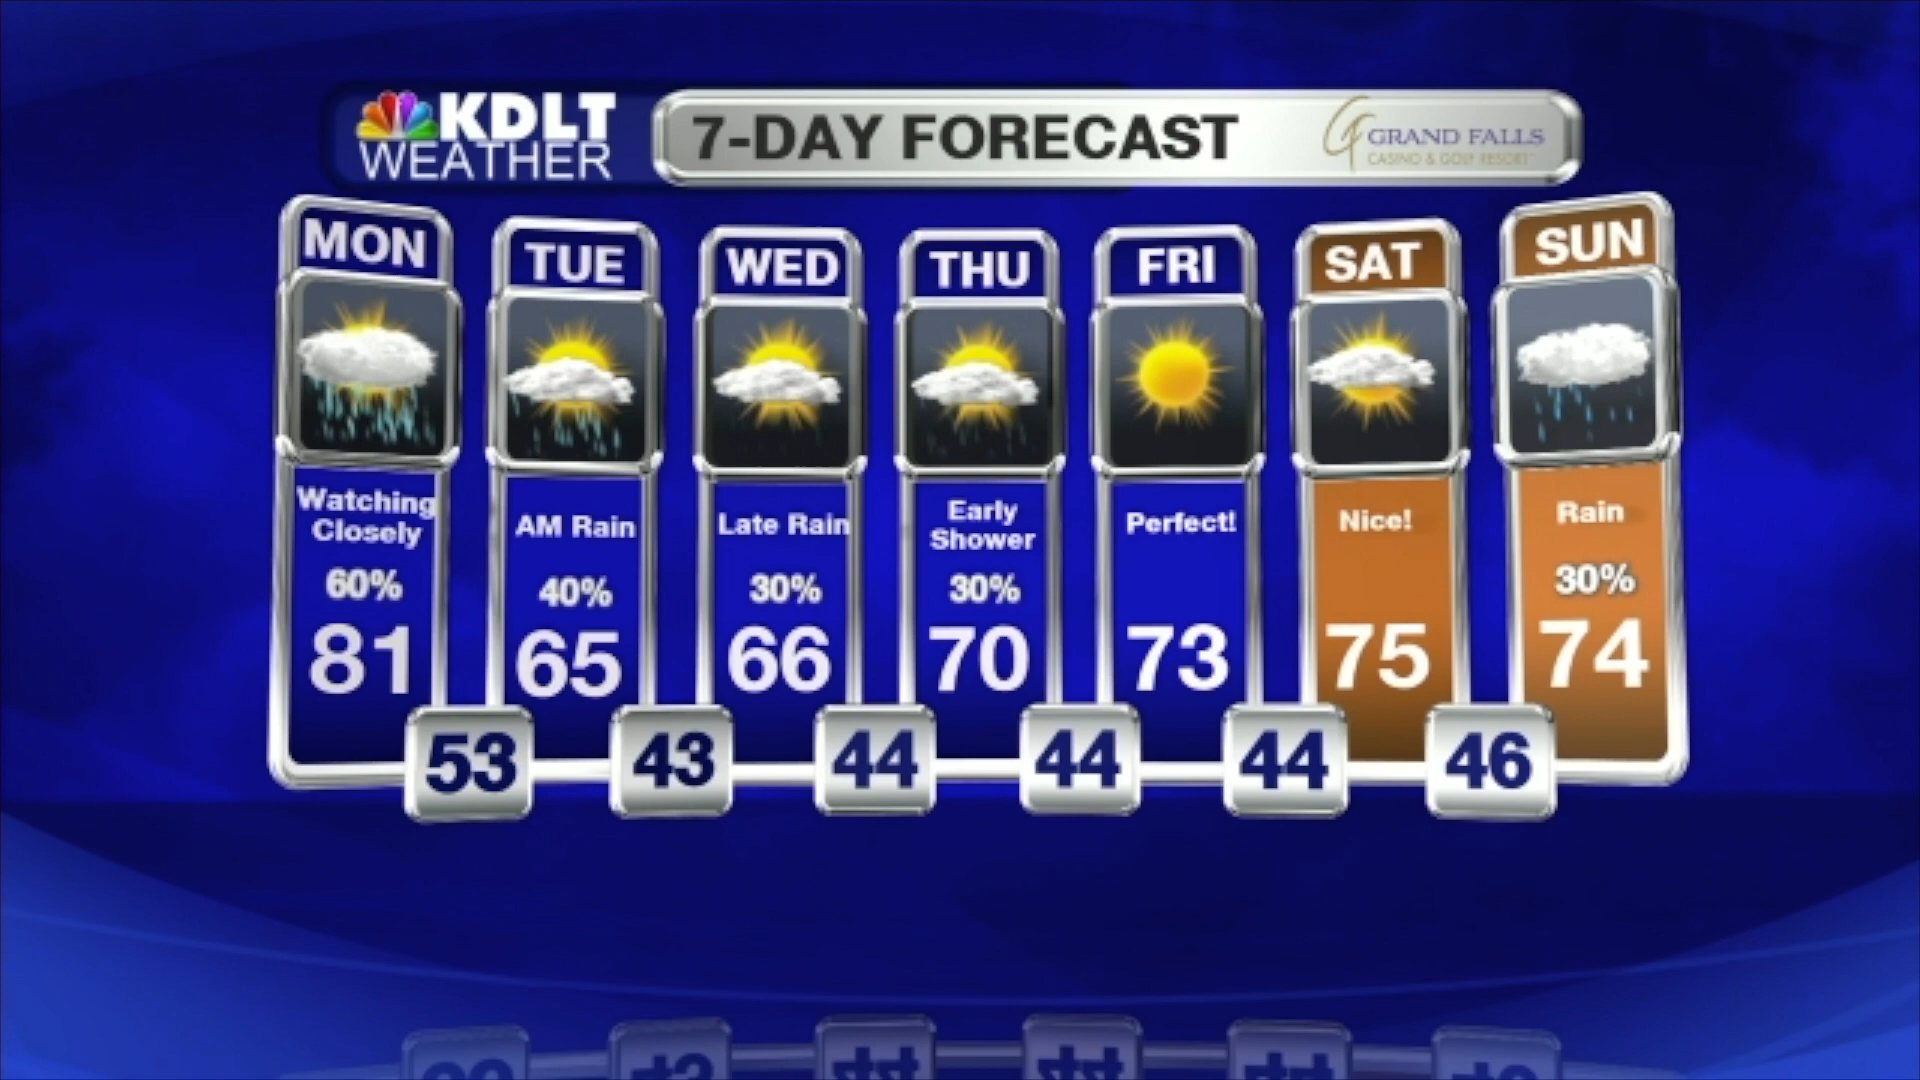 KDLT
WEATHER
7-DAY FORECAST
GRAND FALLS
CASINO & GOLF RESORT
MON
TUE
WED
THU
FRI
SAT
SUN
Watching
Closely
60%
81
AM Rain
40%
65
Late Rain
30%
66
Early
Shower
30%
70
Perfect!
73
Nice!
75
Rain
30%
74
53
43
44
44
44
46